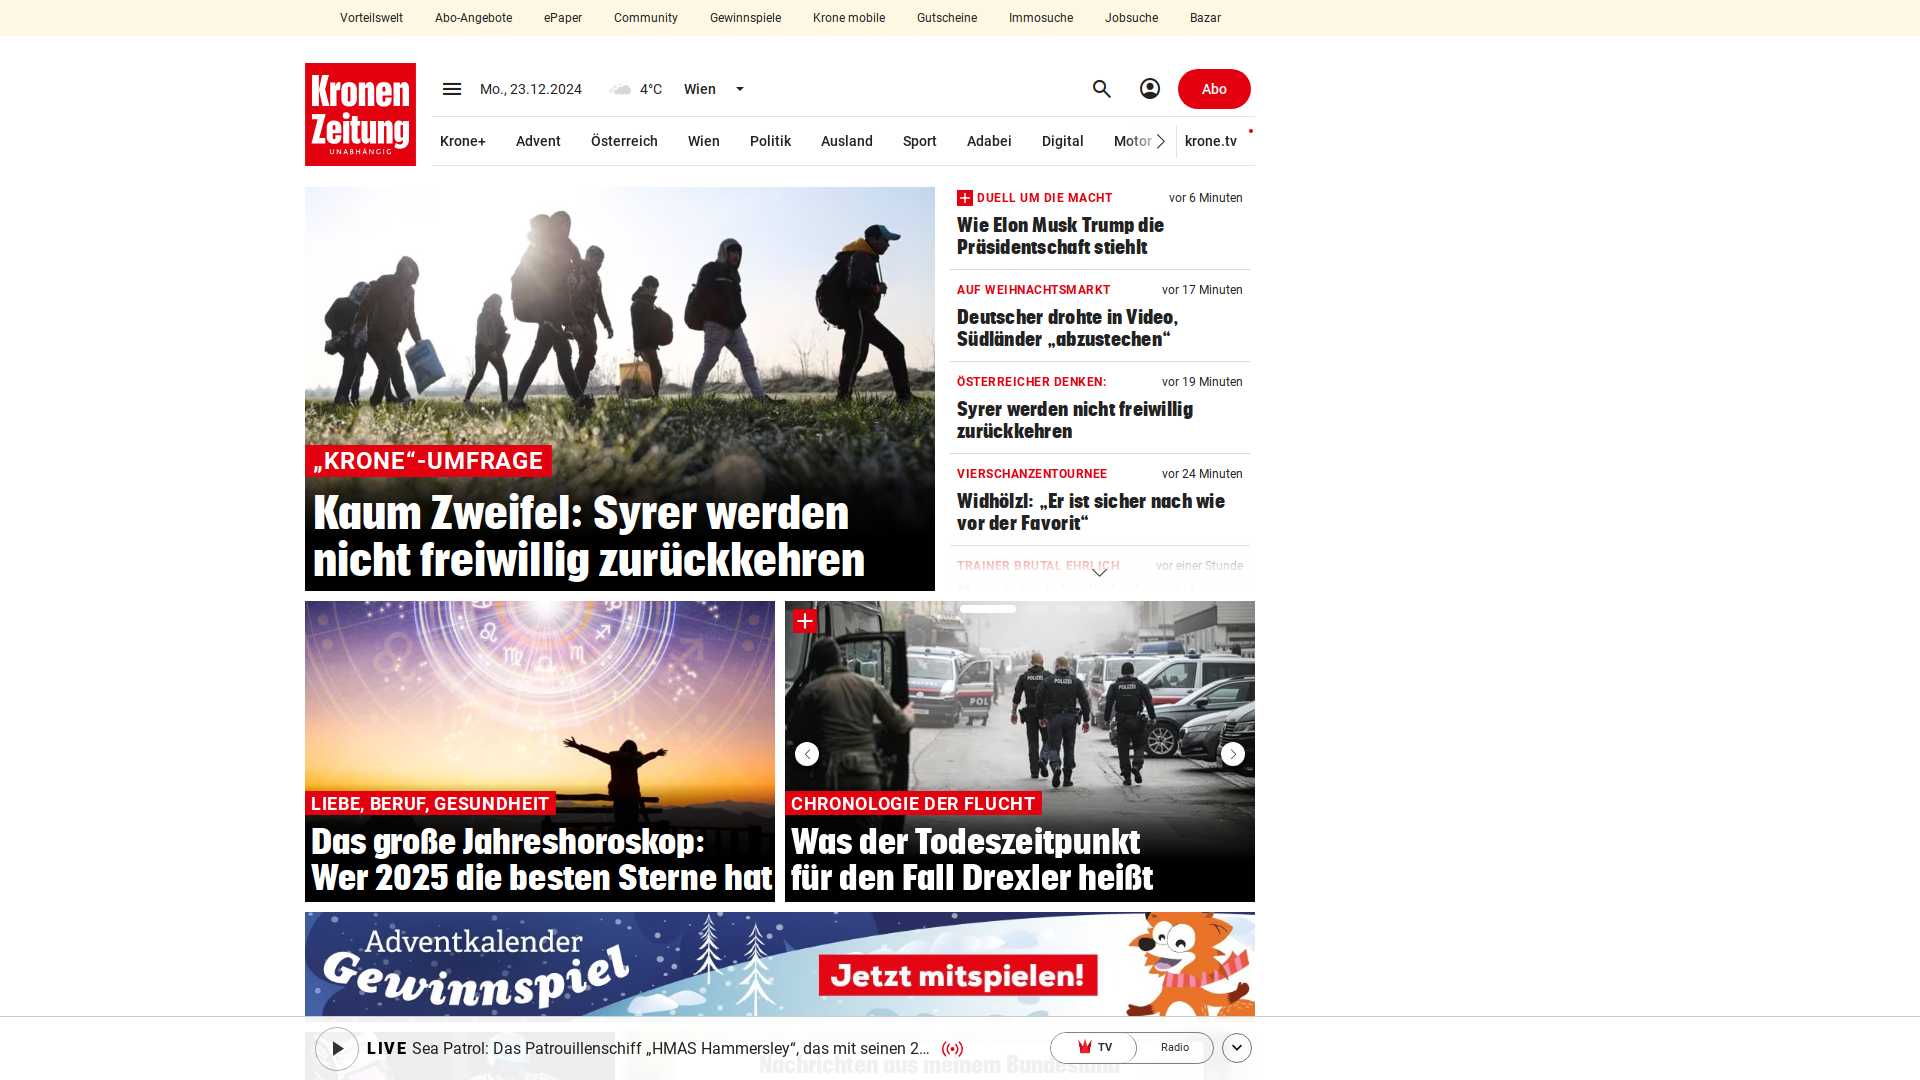 Vorteilswelt Abo-Angebote ePaper Community Gewinnspiele Krone mobile Gutscheine Immosuche Jobsuche Bazar
Kronen
Zeitung
UNABHÄNGIG
Mo., 23.12.2024 4°C Wien
Abo
Krone+ Advent Österreich Wien Politik Ausland Sport Adabei Digital Motor krone.tv
„KRONE“-UMFRAGE
Kaum Zweifel: Syrer werden
nicht freiwillig zurückkehren
DUELL UM DIE MACHT vor 6 Minuten
Wie Elon Musk Trump die
Präsidentschaft stiehlt
AUF WEIHNACHTSMARKT vor 17 Minuten
Deutscher drohte in Video,
Südländer „abzustechen“
ÖSTERREICHER DENKEN: vor 19 Minuten
Syrer werden nicht freiwillig
zurückkehren
VIERSCHANZENTOURNEE vor 24 Minuten
Widhölzl: „Er ist sicher nach wie
vor der Favorit“
TRAINER BRUTAL EHRLICH vor einer Stunde
LIEBE, BERUF, GESUNDHEIT
Das große Jahreshoroskop:
Wer 2025 die besten Sterne hat
POLIZEI
POLIZEI
POLIZEI
POL
CHRONOLOGIE DER FLUCHT
Was der Todeszeitpunkt
für den Fall Drexler heißt
Adventkalender
Gewinnspiel
Jetzt mitspielen!
LIVE Sea Patrol: Das Patrouillenschiff „HMAS Hammersley“, das mit seinen 2...
TV Radio
Nachrichten aus meinem Bundesland